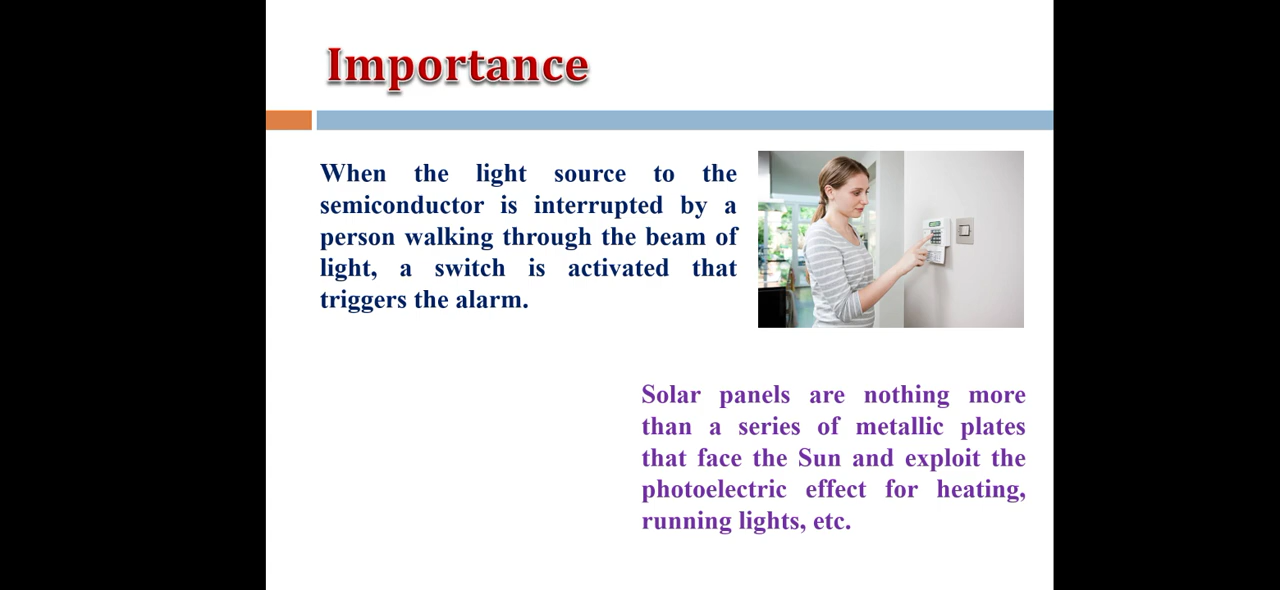 Importance
When the light source to the
semiconductor is interrupted by a
person walking through the beam of
light, a switch is activated that
triggers the alarm.
Solar panels are nothing more
than a series of metallic plates
that face the Sun and exploit the
photoelectric effect for heating,
running lights, etc.